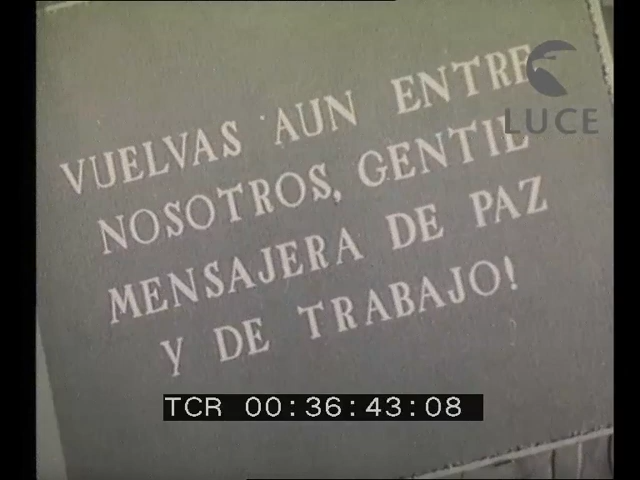 VUELVAS AUN ENTRE
NOSOTROS, GENTIL
MENSAJERA DE PAZ
Y DE TRABAJO!
LUCE
TCR 00:36:43:08